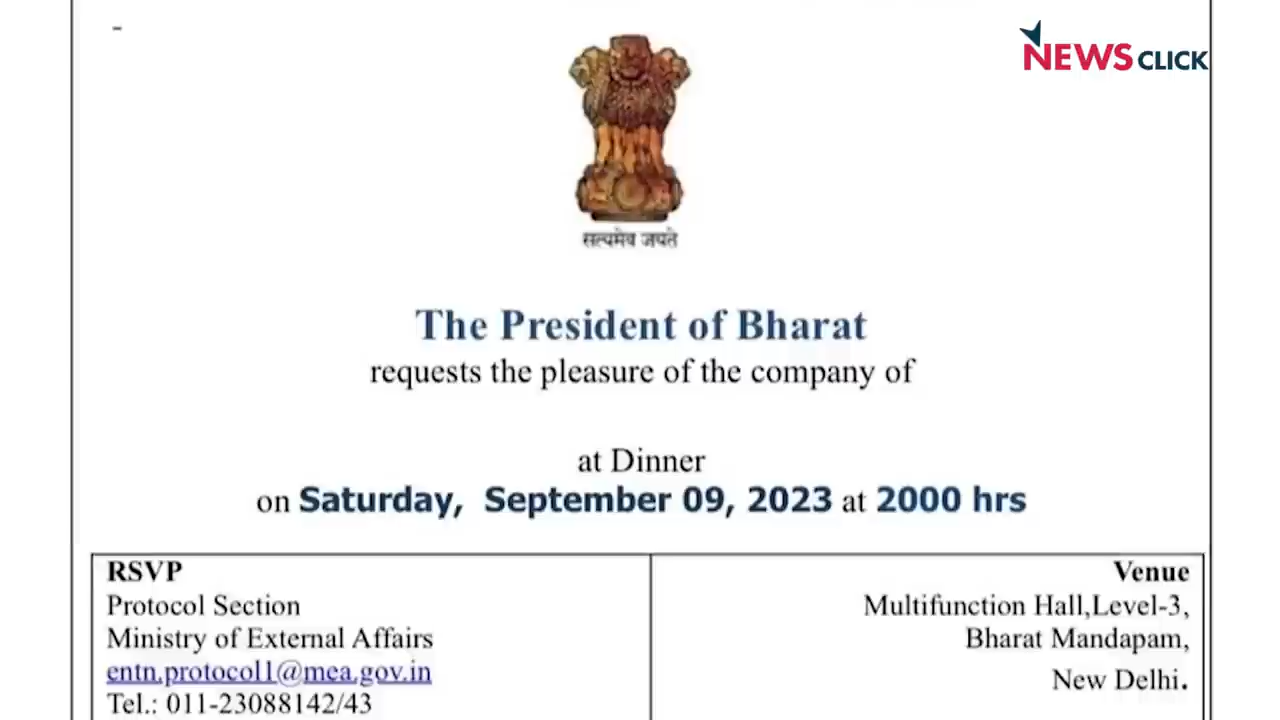 -
NEWS CLICK
सत्यमेव जयते
The President of Bharat
requests the pleasure of the company of
at Dinner
on Saturday, September 09, 2023 at 2000 hrs
RSVP
Protocol Section
Ministry of External Affairs
entn.protocol1@mea.gov.in
Tel.: 011-23088142/43
Venue
Multifunction Hall,Level-3,
Bharat Mandapam,
New Delhi.